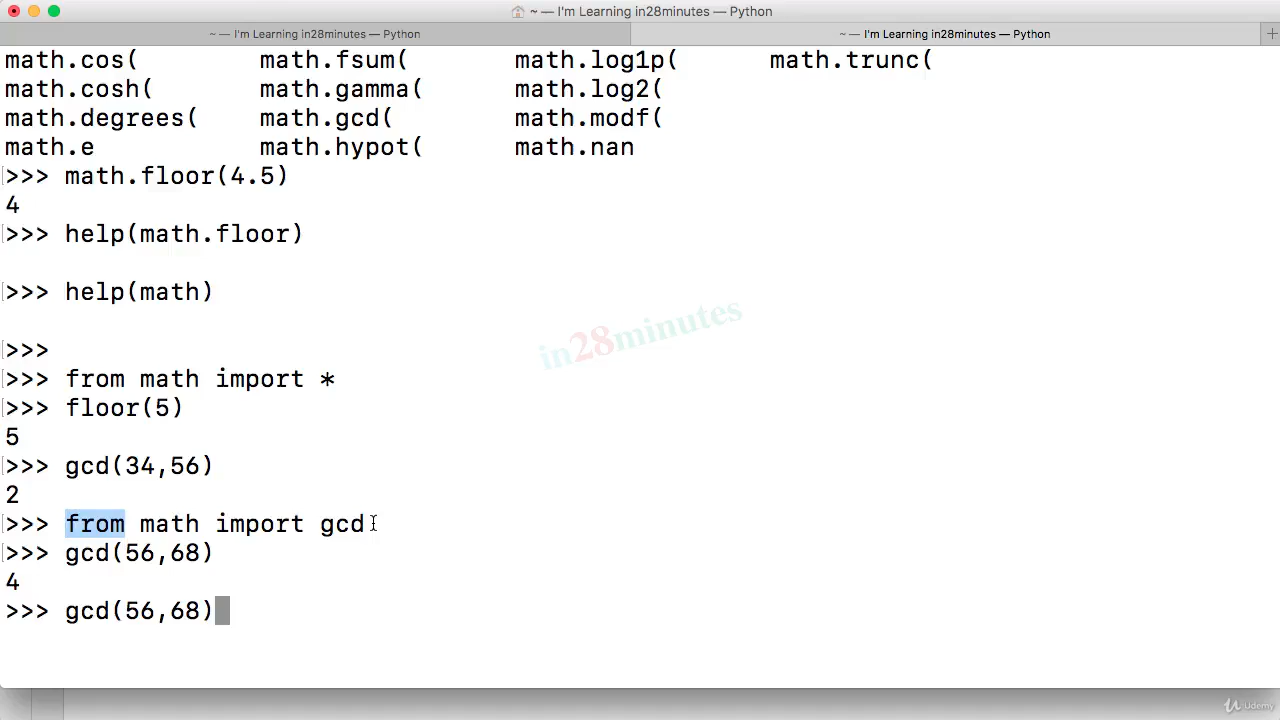 ~ — I'm Learning in28minutes — Python
~ — I'm Learning in28minutes — Python ~ — I'm Learning in28minutes — Python +
math.cos( math.fsum( math.log1p( math.trunc(
math.cosh( math.gamma( math.log2(
math.degrees( math.gcd( math.modf(
math.e math.hypot( math.nan
>>> math.floor(4.5)
4
>>> help(math.floor)
>>> help(math)
in28minutes
>>>
>>> from math import *
>>> floor(5)
5
>>> gcd(34,56)
2
>>> from math import gcd
>>> gcd(56,68)
4
>>> gcd(56,68)
Udemy